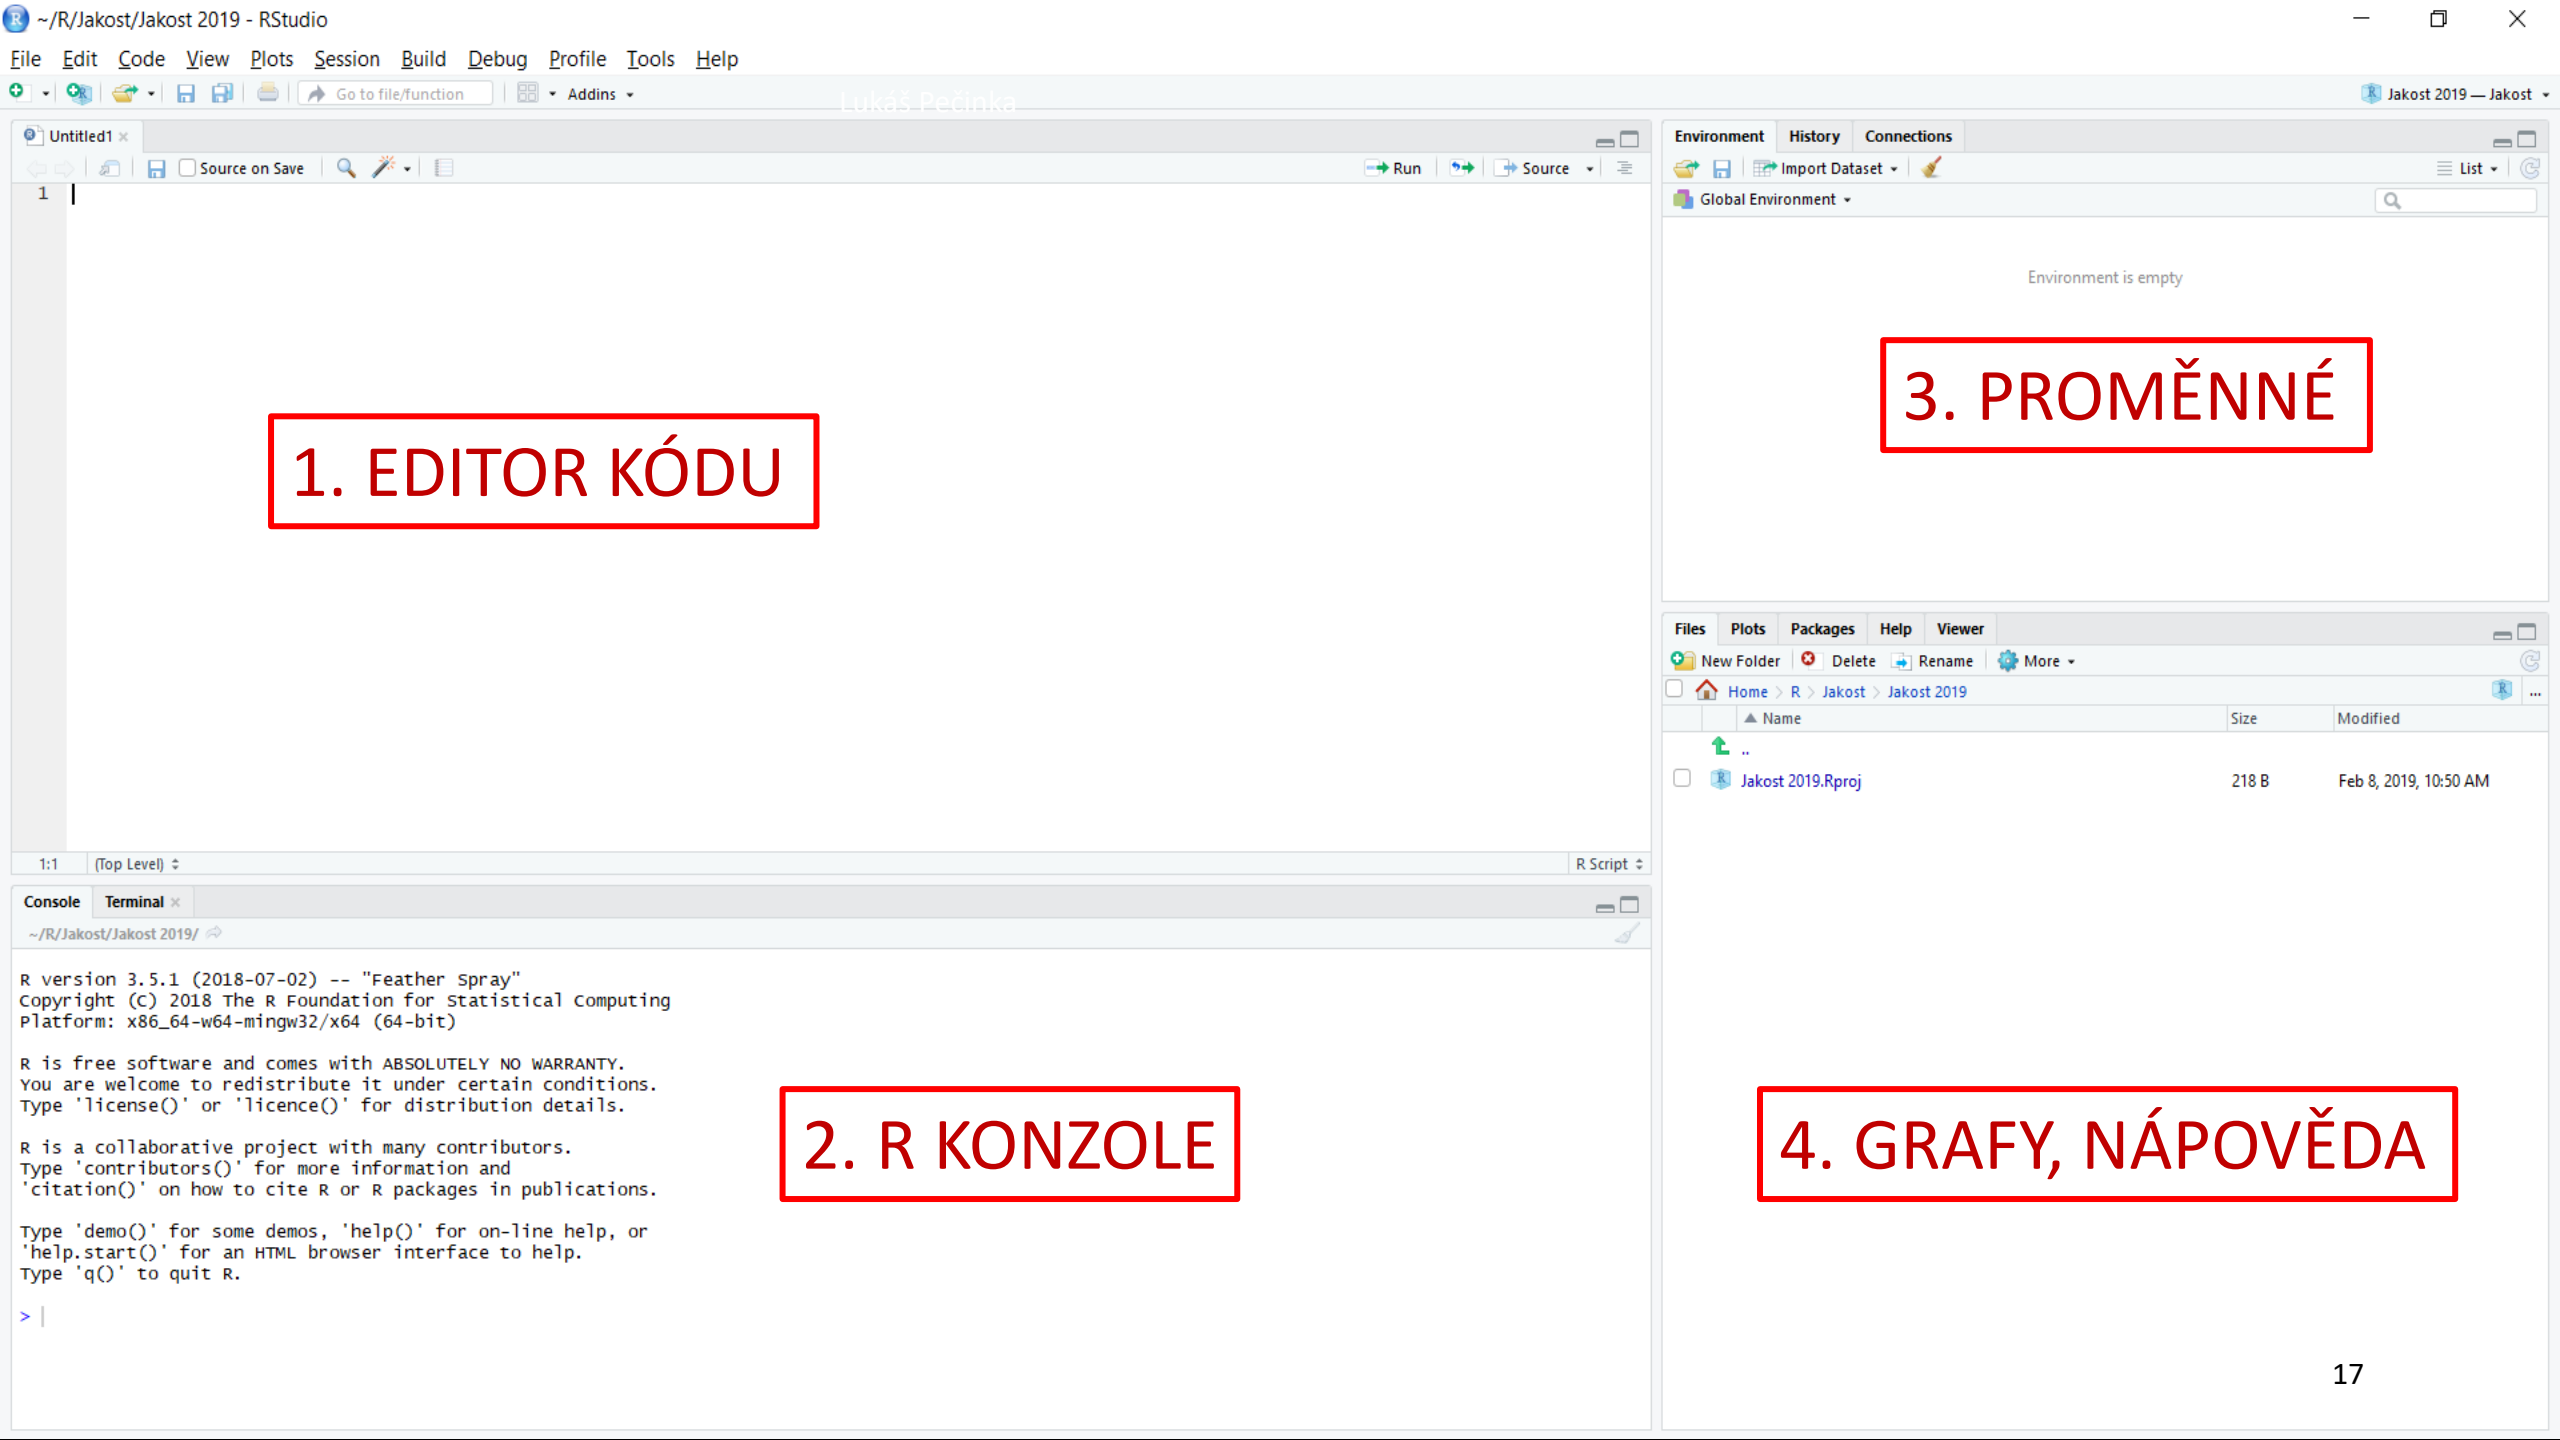 ~/R/Jakost/Jakost 2019 - RStudio
File Edit Code View Plots Session Build Debug Profile Tools Help
Go to file/function Addins
Lukáš Pečinka
Jakost 2019 — Jakost
Untitled1
Source on Save Run Source
1
1. EDITOR KÓDU
1:1 (Top Level) R Script
Console Terminal
~/R/Jakost/Jakost 2019/
R version 3.5.1 (2018-07-02) -- "Feather Spray"
Copyright (C) 2018 The R Foundation for Statistical Computing
Platform: x86_64-w64-mingw32/x64 (64-bit)
R is free software and comes with ABSOLUTELY NO WARRANTY.
You are welcome to redistribute it under certain conditions.
Type 'license()' or 'licence()' for distribution details.
R is a collaborative project with many contributors.
Type 'contributors()' for more information and
'citation()' on how to cite R or R packages in publications.
Type 'demo()' for some demos, 'help()' for on-line help, or
'help.start()' for an HTML browser interface to help.
Type 'q()' to quit R.
>
2. R KONZOLE
Environment History Connections
Import Dataset List
Global Environment
Environment is empty
3. PROMĚNNÉ
Files Plots Packages Help Viewer
New Folder Delete Rename More
Home > R > Jakost > Jakost 2019 ...
Name Size Modified
..
Jakost 2019.Rproj 218 B Feb 8, 2019, 10:50 AM
4. GRAFY, NÁPOVĚDA
17